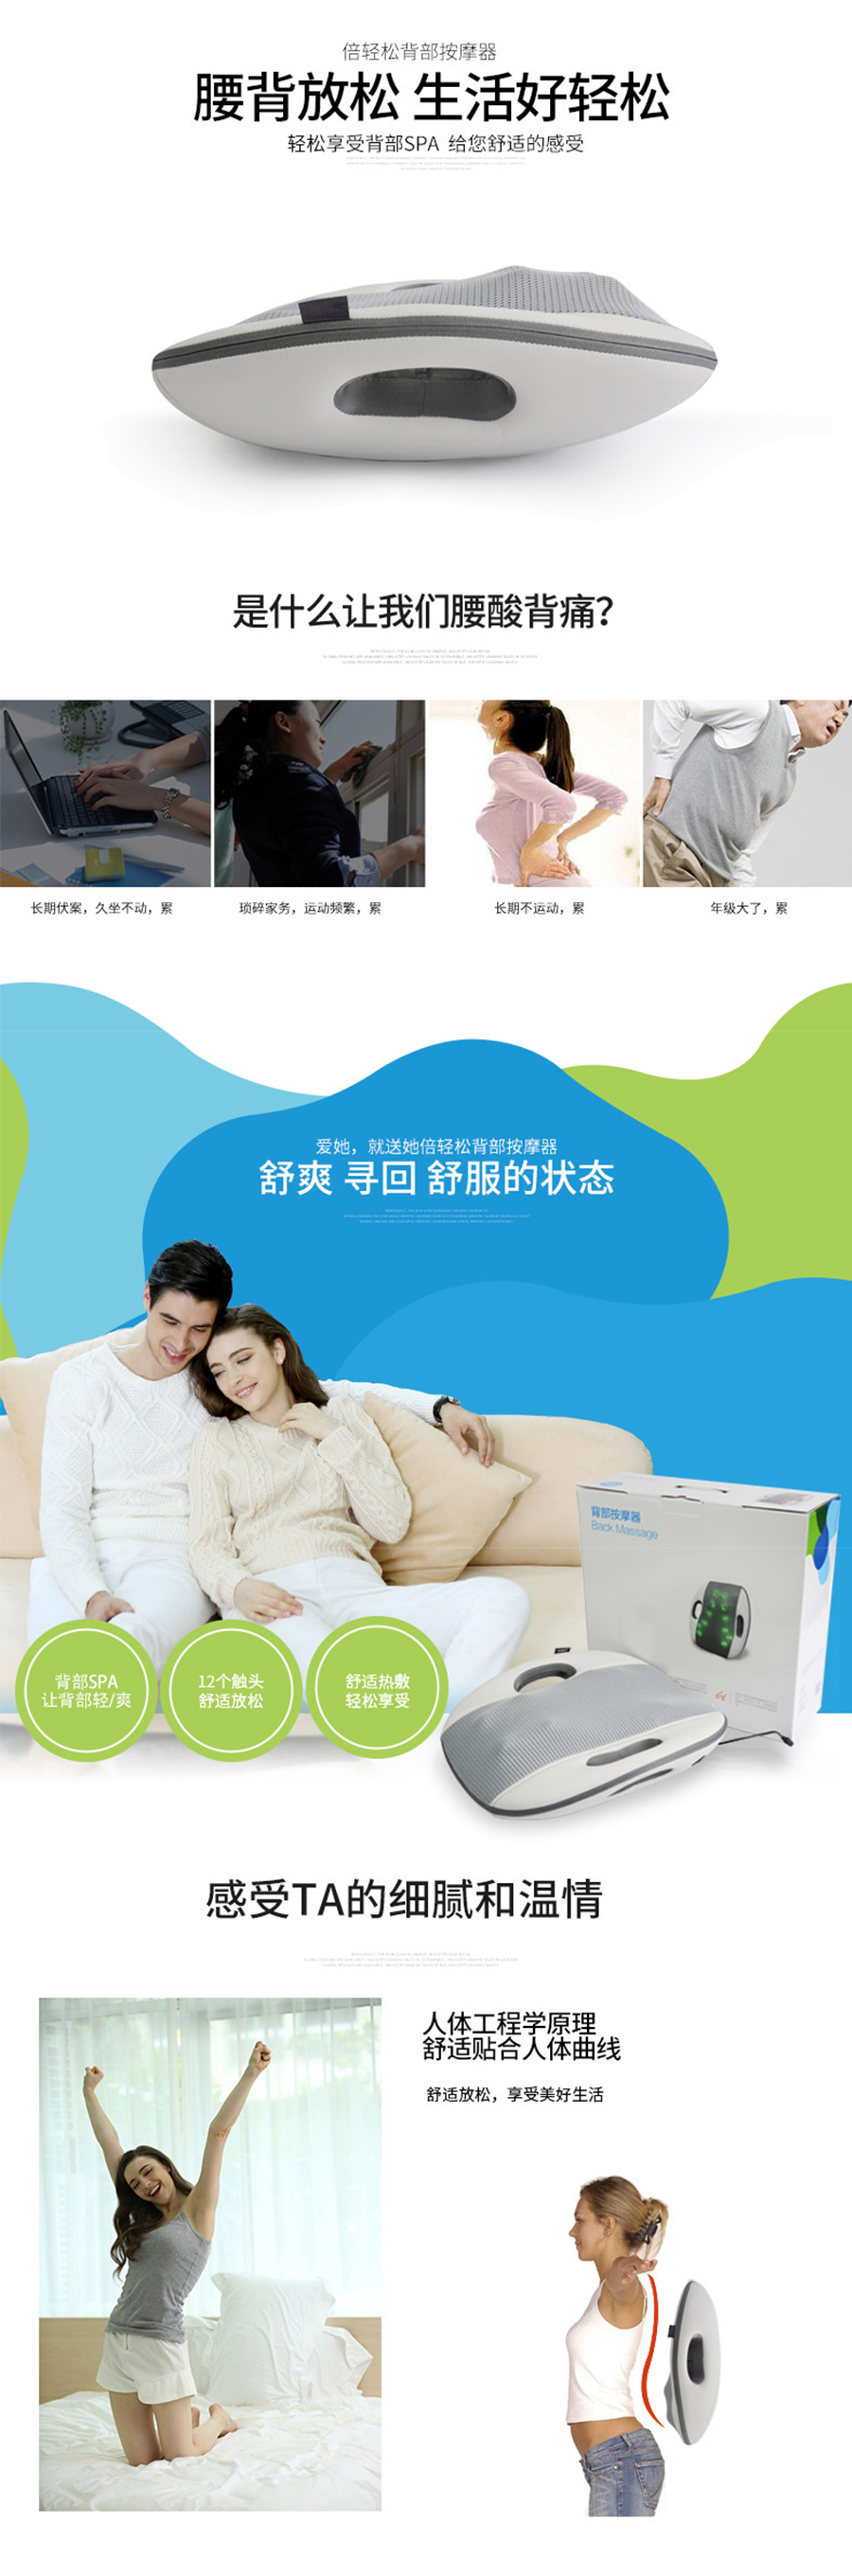 倍轻松背部按摩器
腰背放松 生活好轻松
轻松享受背部SPA 给您舒适的感受
是什么让我们腰酸背痛?
长期伏案，久坐不动，累
琐碎家务，运动频繁，累
长期不运动，累
年级大了，累
爱她，就送她倍轻松背部按摩器
舒爽 寻回 舒服的状态
背部按摩器
Back Massage
背部SPA
让背部轻/爽
12个触头
舒适放松
舒适热敷
轻松享受
感受TA的细腻和温情
人体工程学原理
舒适贴合人体曲线
舒适放松，享受美好生活